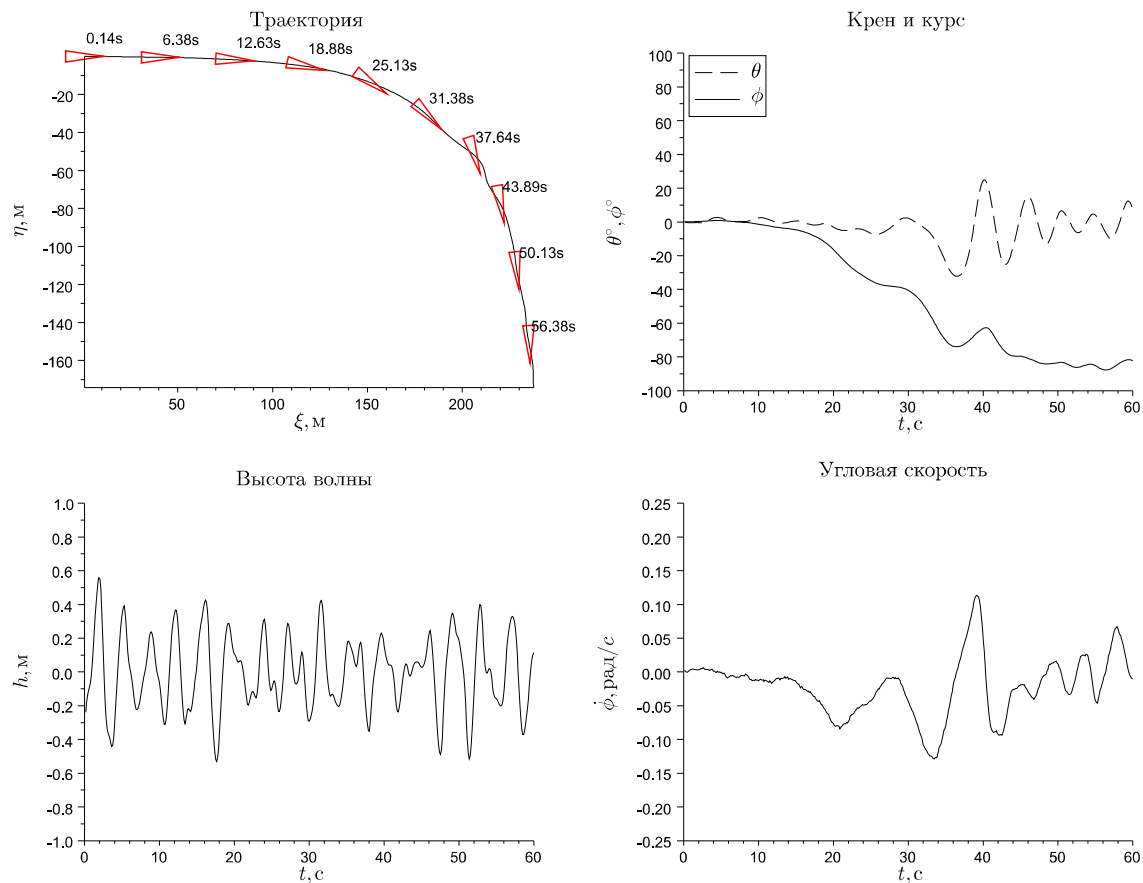 Траектория
0.14s
6.38s
12.63s
18.88s
25.13s
31.38s
37.64s
43.89s
50.13s
56.38s
-20
-40
-60
-80
-100
-120
-140
-160
η, м
50
100
150
200
ξ, м
Крен и курс
θ
ϕ
100
80
60
40
20
0
-20
-40
-60
-80
-100
θ°, ϕ°
0
10
20
30
40
50
60
t, с
Высота волны
1.0
0.8
0.6
0.4
0.2
0.0
-0.2
-0.4
-0.6
-0.8
-1.0
h, м
0
10
20
30
40
50
60
t, с
Угловая скорость
0.25
0.20
0.15
0.10
0.05
0.00
-0.05
-0.10
-0.15
-0.20
-0.25
ϕ̇, рад/с
0
10
20
30
40
50
60
t, с